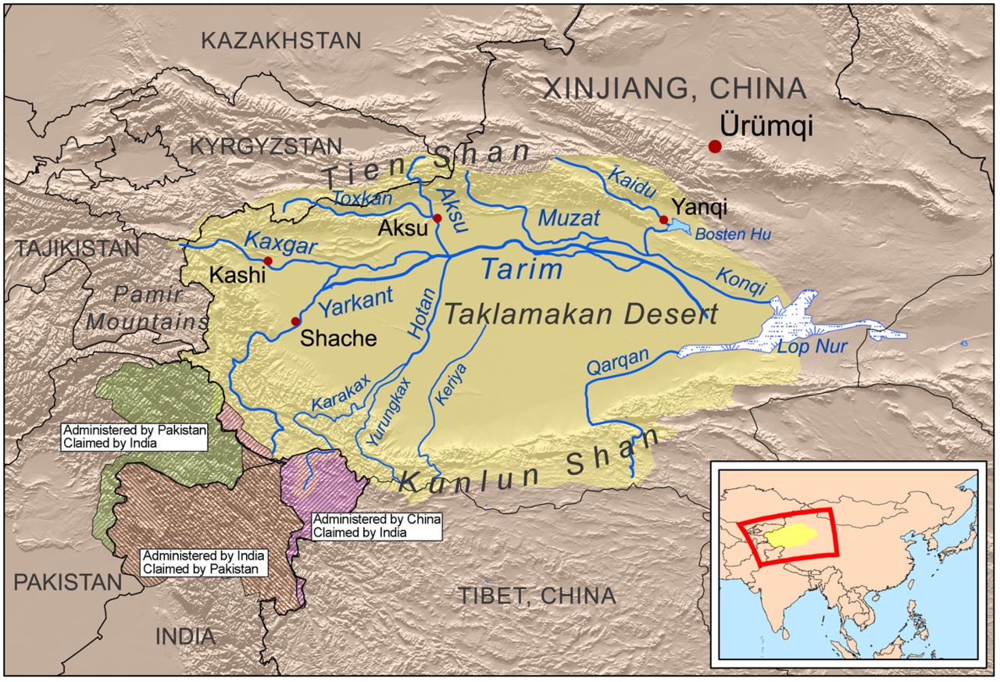 KAZAKHSTAN
XINJIANG, CHINA
Ürümqi
KYRGYZSTAN
Tien Shan
Toxkan
Aksu
Kaidu
Yanqi
Aksu
Muzat
Bosten Hu
TAJIKISTAN
Kaxgar
Kashi
Tarim
Konqi
Pamir
Mountains
Yarkant
Hotan
Taklamakan Desert
Shache
Lop Nur
Qarqan
Karakax
Yurungkax
Keriya
Administered by Pakistan
Claimed by India
Kunlun Shan
Administered by China
Claimed by India
Administered by India
Claimed by Pakistan
PAKISTAN
TIBET, CHINA
INDIA